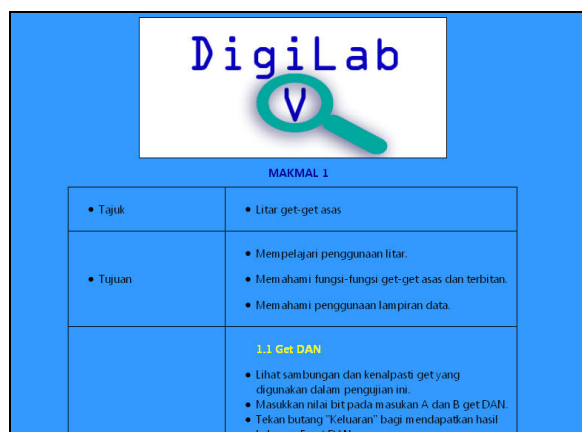 DigiLab
V
MAKMAL 1
• Tajuk
• Litar get-get asas
• Tujuan
• Mempelajari penggunaan litar.
• Memahami fungsi-fungsi get-get asas dan terbitan.
• Memahami penggunaan lampiran data.
1.1 Get DAN
• Lihat sambungan dan kenalpasti get yang
digunakan dalam pengujian ini.
• Masukkan nilai bit pada masukan A dan B get DAN.
• Tekan butang "Keluaran" bagi mendapatkan hasil